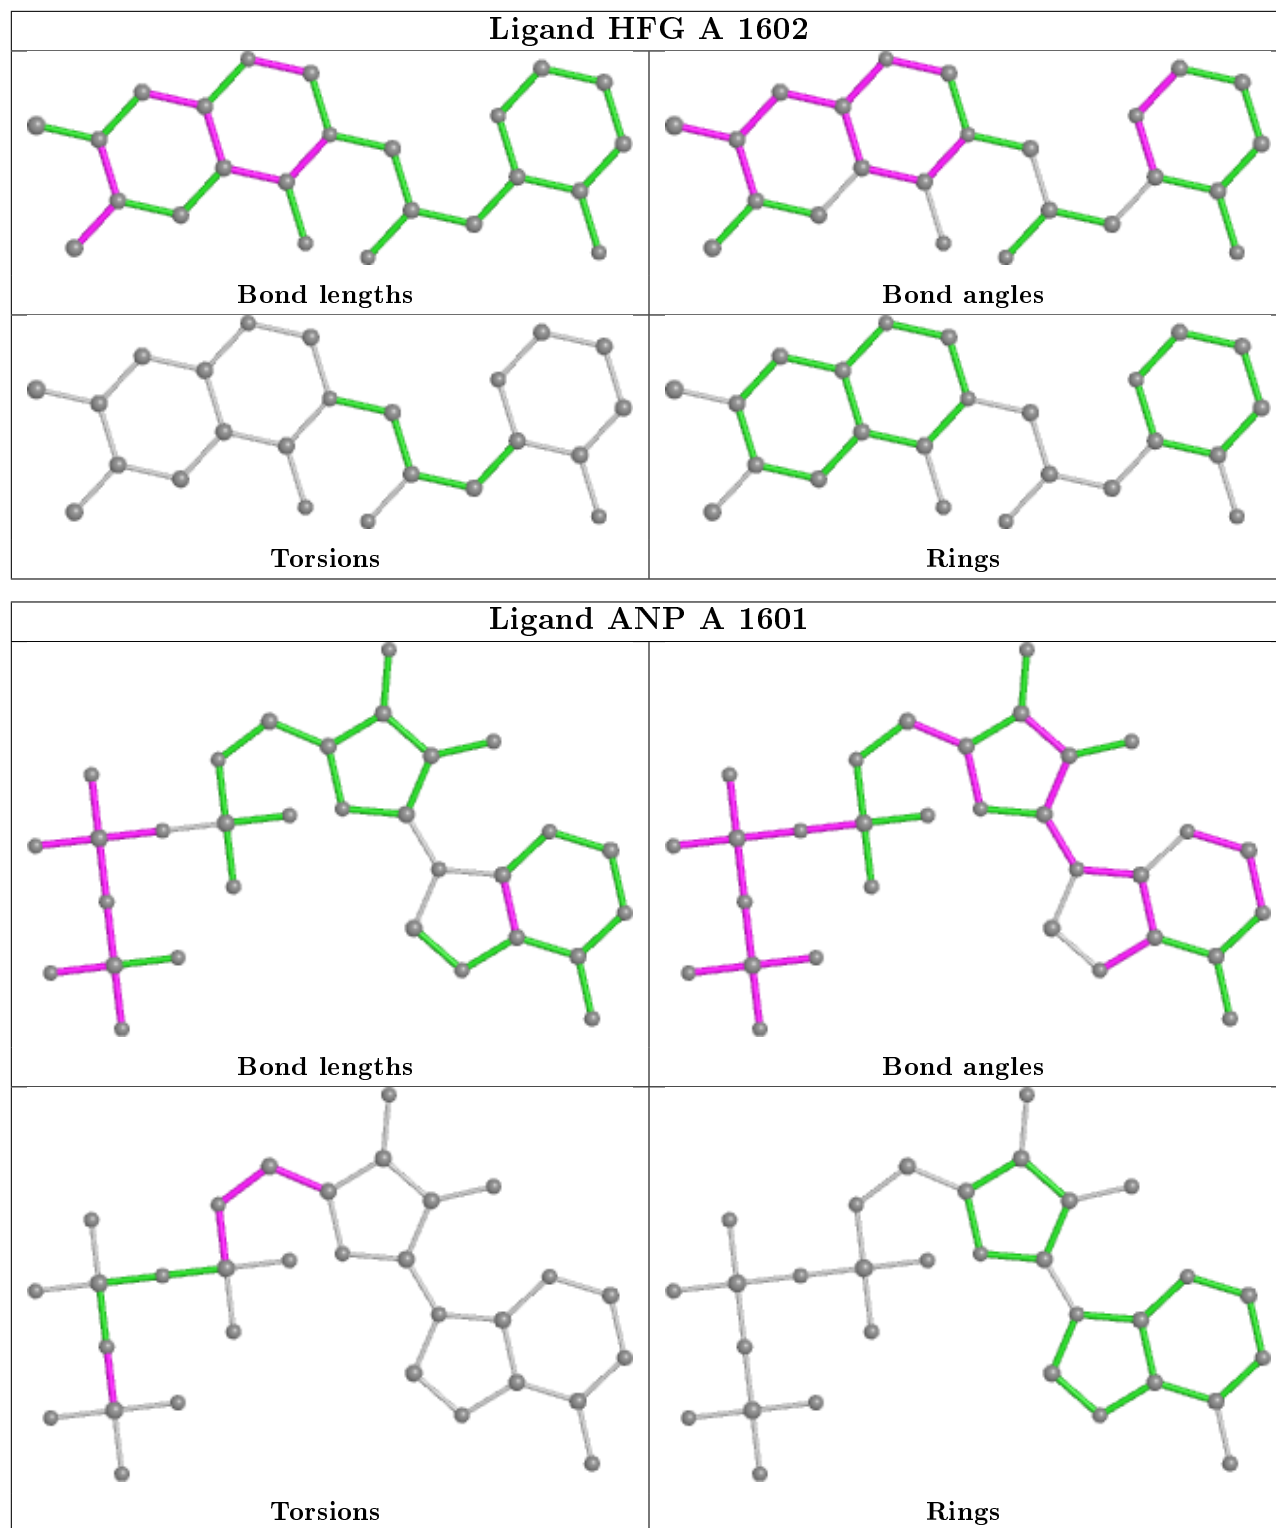 Ligand HFG A 1602
Bond lengths
Bond angles
Torsions
Rings
Ligand ANP A 1601
Bond lengths
Bond angles
Torsions
Rings